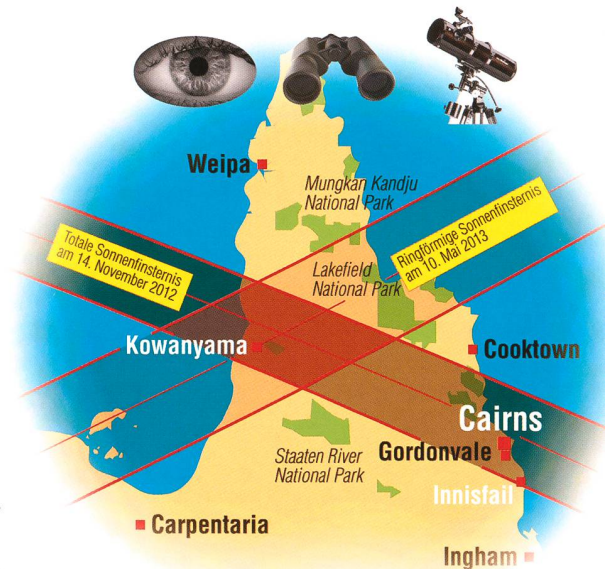 Weipa
Mungkan Kandju
National Park
Totale Sonnenfinsternis
am 14. November 2012
Ringförmige Sonnenfinsternis
am 10. Mai 2013
Lakefield
National Park
Kowanyama
Cooktown
Cairns
Gordonvale
Staaten River
National Park
Innisfail
Carpentaria
Ingham